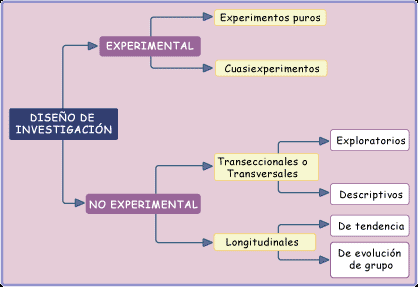 Experimentos puros
EXPERIMENTAL
Cuasiexperimentos
DISEÑO DE
INVESTIGACIÓN
Exploratorios
Transeccionales o
Transversales
Descriptivos
NO EXPERIMENTAL
De tendencia
Longitudinales
De evolución
de grupo